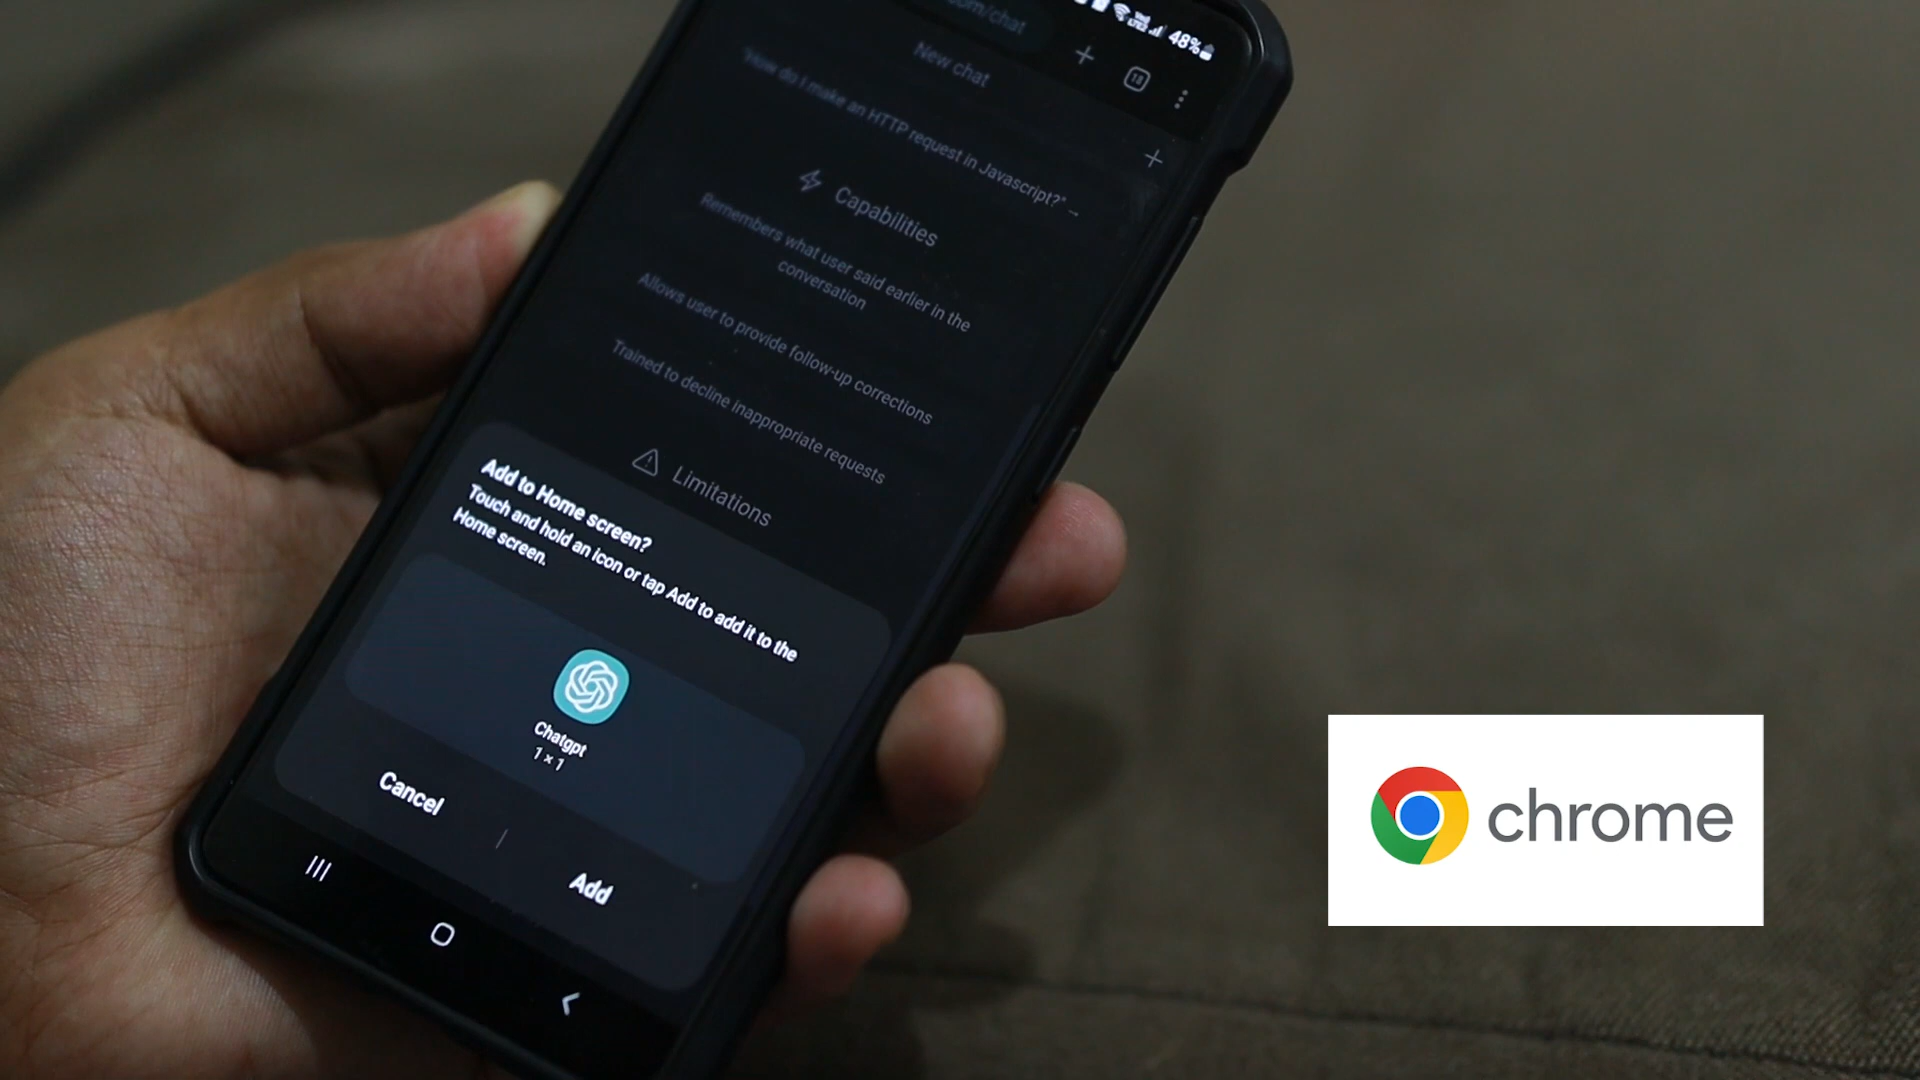 com/chat
48%
18
New chat
"How do I make an HTTP request in Javascript?" →
Capabilities
Remembers what user said earlier in the
conversation
Allows user to provide follow-up corrections
Trained to decline inappropriate requests
Limitations
Add to Home screen?
Touch and hold an icon or tap Add to add it to the
Home screen.
Chatgpt
1 × 1
Cancel
Add
chrome